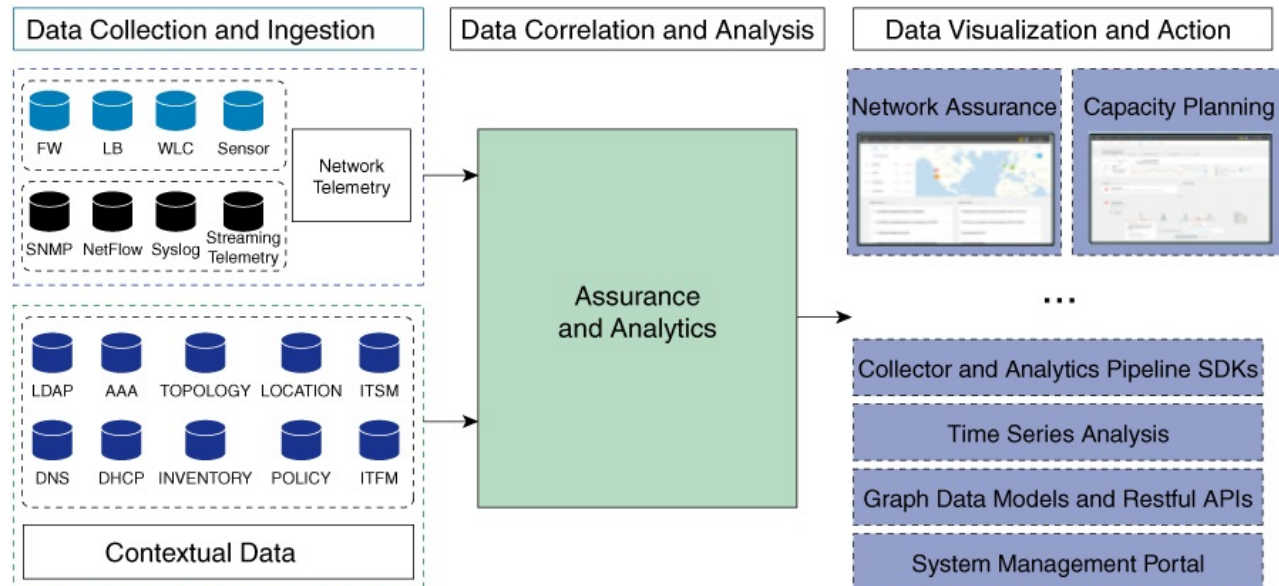 Data Collection and Ingestion
Data Correlation and Analysis
Data Visualization and Action
FW LB WLC Sensor
Network
Telemetry
SNMP NetFlow Syslog Streaming
Telemetry
LDAP AAA TOPOLOGY LOCATION ITSM
DNS DHCP INVENTORY POLICY ITFM
Contextual Data
Assurance
and Analytics
Network Assurance
Capacity Planning
...
Collector and Analytics Pipeline SDKs
Time Series Analysis
Graph Data Models and Restful APIs
System Management Portal